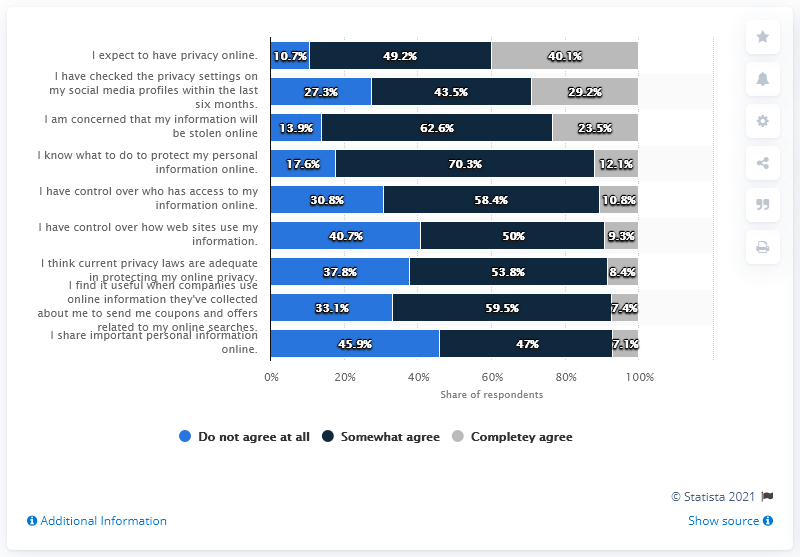 I expect to have privacy online.
10.7% 49.2% 40.1%
I have checked the privacy settings on
my social media profiles within the last
six months.
27.3% 43.5% 29.2%
I am concerned that my information will
be stolen online
13.9% 62.6% 23.5%
I know what to do to protect my personal
information online.
17.6% 70.3% 12.1%
I have control over who has access to my
information online.
30.8% 58.4% 10.8%
I have control over how web sites use my
information.
40.7% 50% 9.3%
I think current privacy laws are adequate
in protecting my online privacy.
37.8% 53.8% 8.4%
I find it useful when companies use
online information they've collected
about me to send me coupons and offers
related to my online searches.
33.1% 59.5% 7.4%
I share important personal information
online.
45.9% 47% 7.1%
0% 20% 40% 60% 80% 100%
Share of respondents
Do not agree at all Somewhat agree Completey agree
© Statista 2021
Additional Information Show source